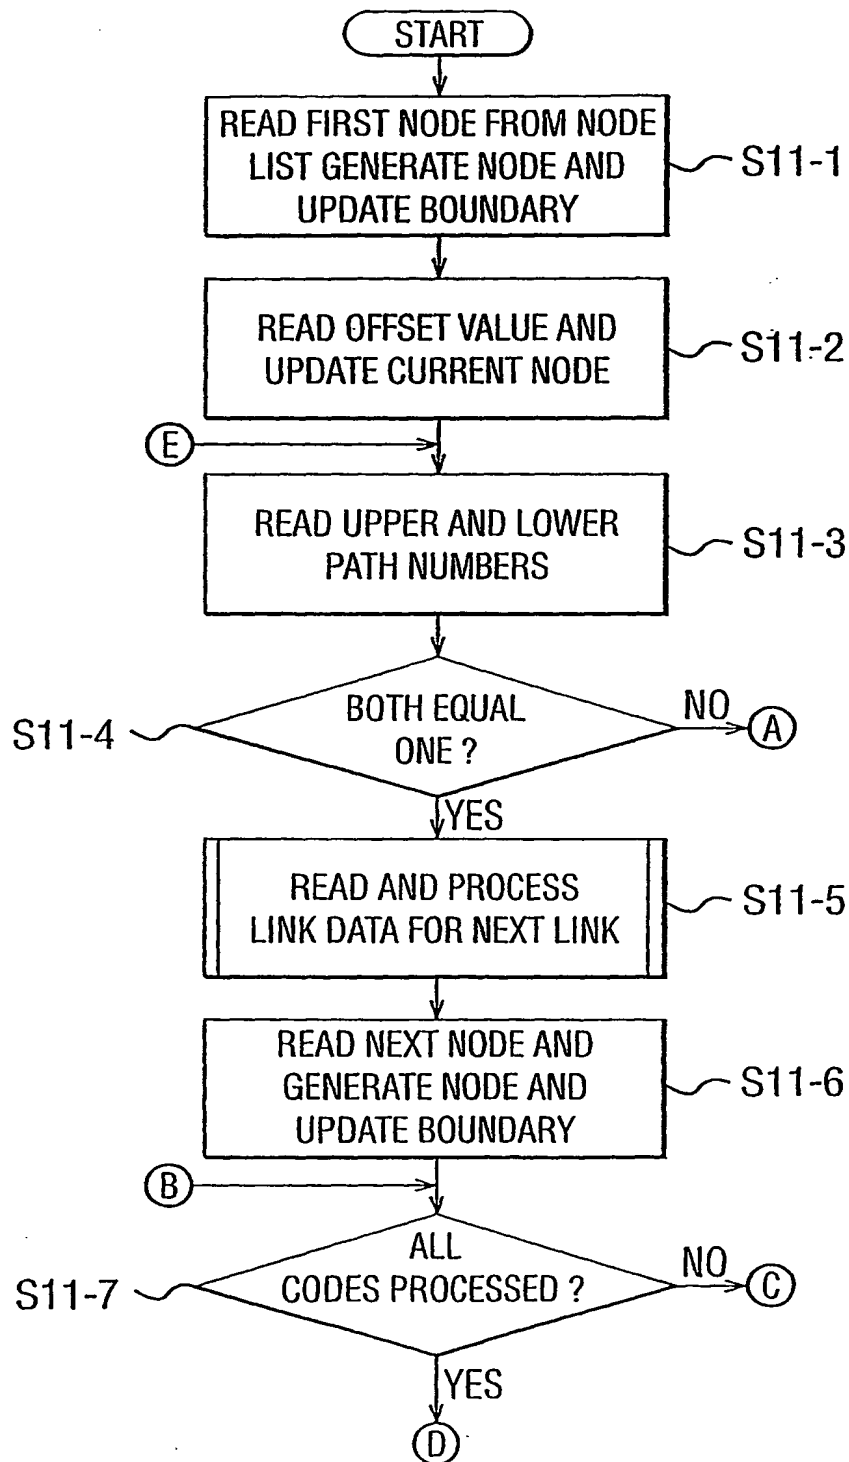 START
READ FIRST NODE FROM NODE
LIST GENERATE NODE AND
UPDATE BOUNDARY
S11-1
READ OFFSET VALUE AND
UPDATE CURRENT NODE
S11-2
E
READ UPPER AND LOWER
PATH NUMBERS
S11-3
BOTH EQUAL
ONE ?
S11-4
NO
A
YES
READ AND PROCESS
LINK DATA FOR NEXT LINK
S11-5
READ NEXT NODE AND
GENERATE NODE AND
UPDATE BOUNDARY
S11-6
B
ALL
CODES PROCESSED ?
S11-7
NO
C
YES
D